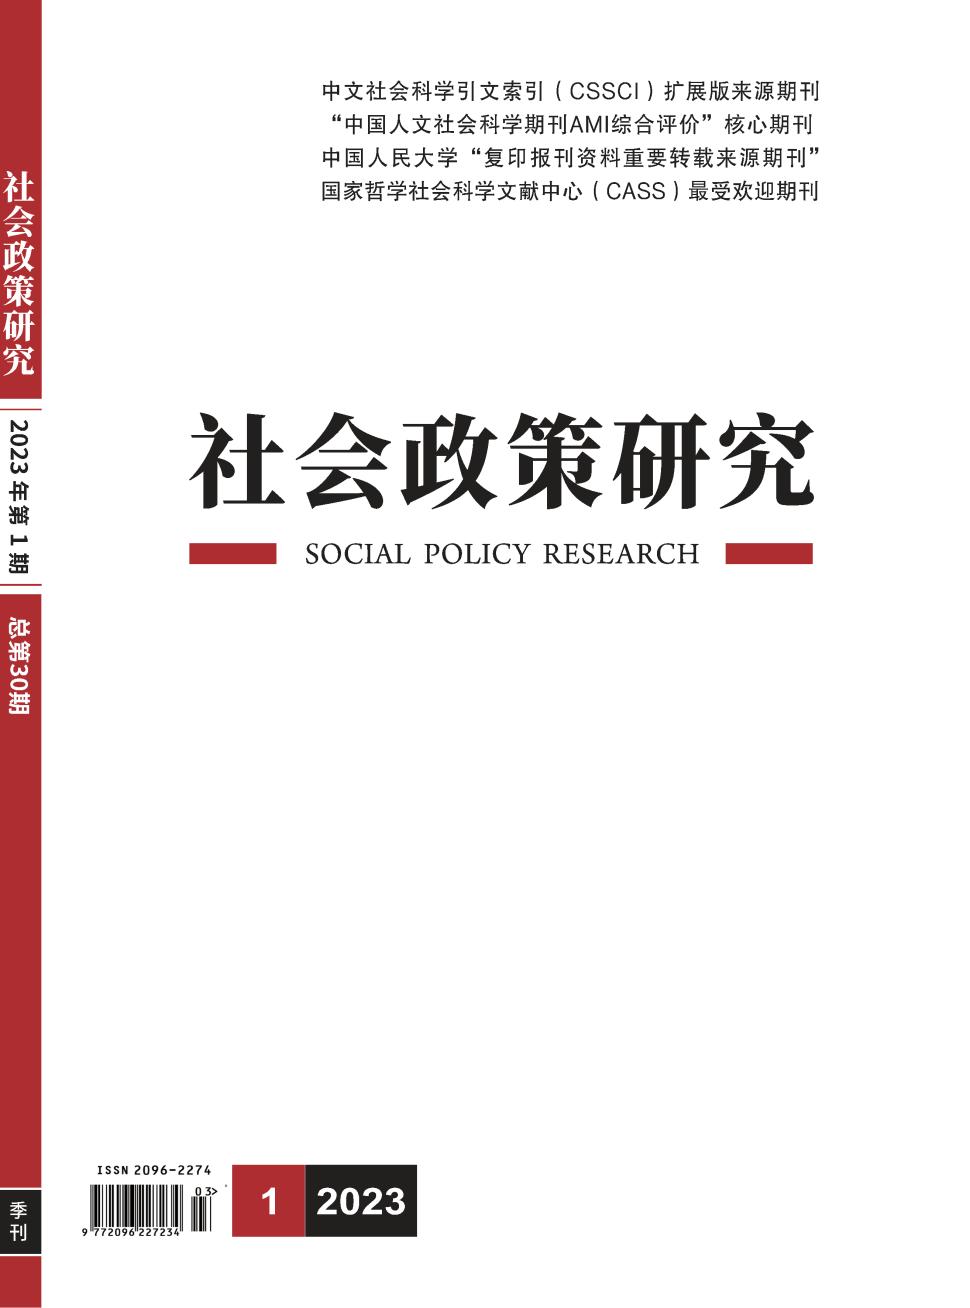 中文社会科学引文索引（CSSCI）扩展版来源期刊
“中国人文社会科学期刊AMI综合评价”核心期刊
中国人民大学“复印报刊资料重要转载来源期刊”
国家哲学社会科学文献中心（CASS）最受欢迎期刊
社会政策研究
2023 年 第 1 期
总第30期
季刊
社会政策研究
SOCIAL POLICY RESEARCH
ISSN 2096-2274
03>
9 772096 227234
1 2023